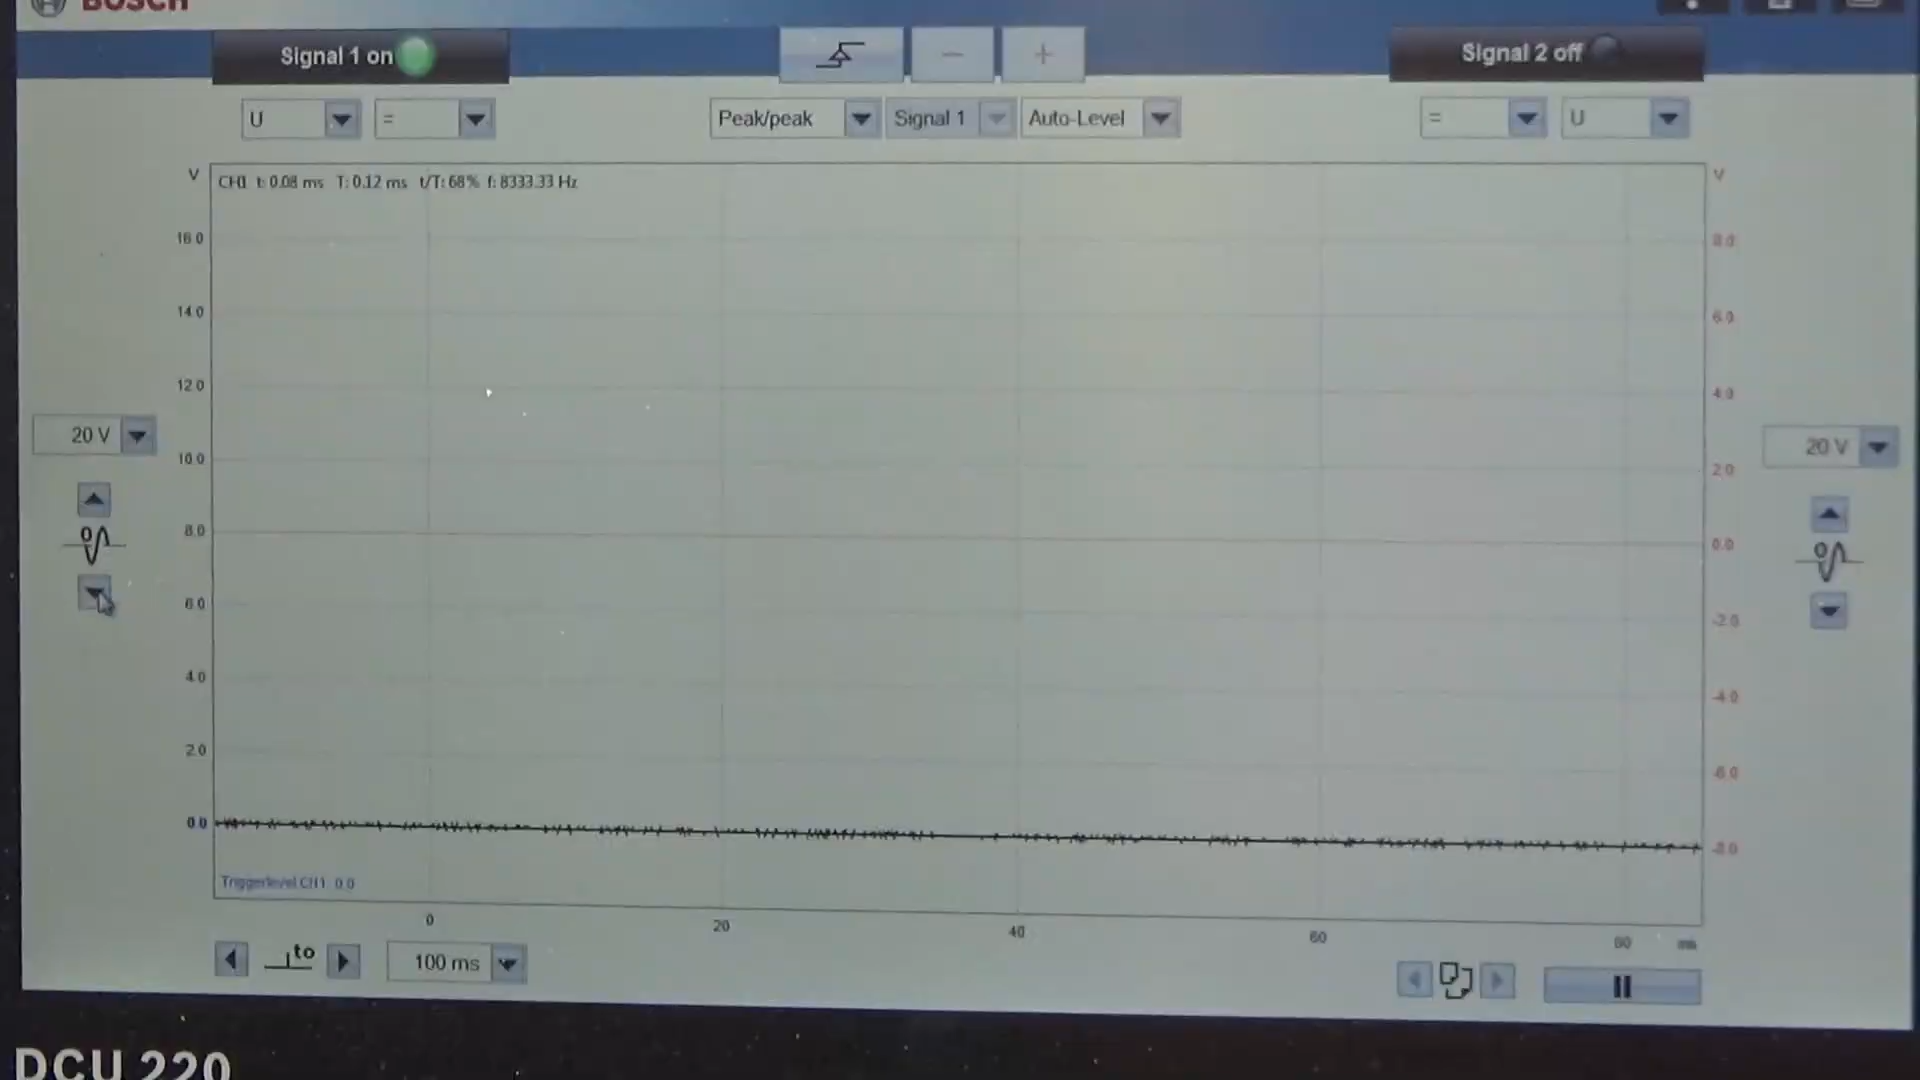 BOSCH
Signal 1 on
Signal 2 off
U
=
Peak/peak
Signal 1
Auto-Level
=
U
V
CH1 t: 0.08 ms T: 0.12 ms t/T: 68% f: 8333.33 Hz
V
16.0
8.0
14.0
6.0
12.0
4.0
20 V
20 V
10.0
2.0
8.0
0.0
0
0
6.0
-2.0
4.0
-4.0
2.0
-6.0
0.0
-8.0
Triggerlevel CH1 0.0
0
20
40
60
80
ms
to
100 ms
DCU 220